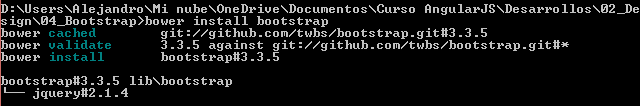 D:\Users\Alejandro\Mi nube\OneDrive\Documentos\Curso AngularJS\Desarrollos\02_De
sign\04_Bootstrap>bower install bootstrap
bower cached git://github.com/twbs/bootstrap.git#3.3.5
bower validate 3.3.5 against git://github.com/twbs/bootstrap.git#*
bower install bootstrap#3.3.5
bootstrap#3.3.5 lib\bootstrap
└── jquery#2.1.4